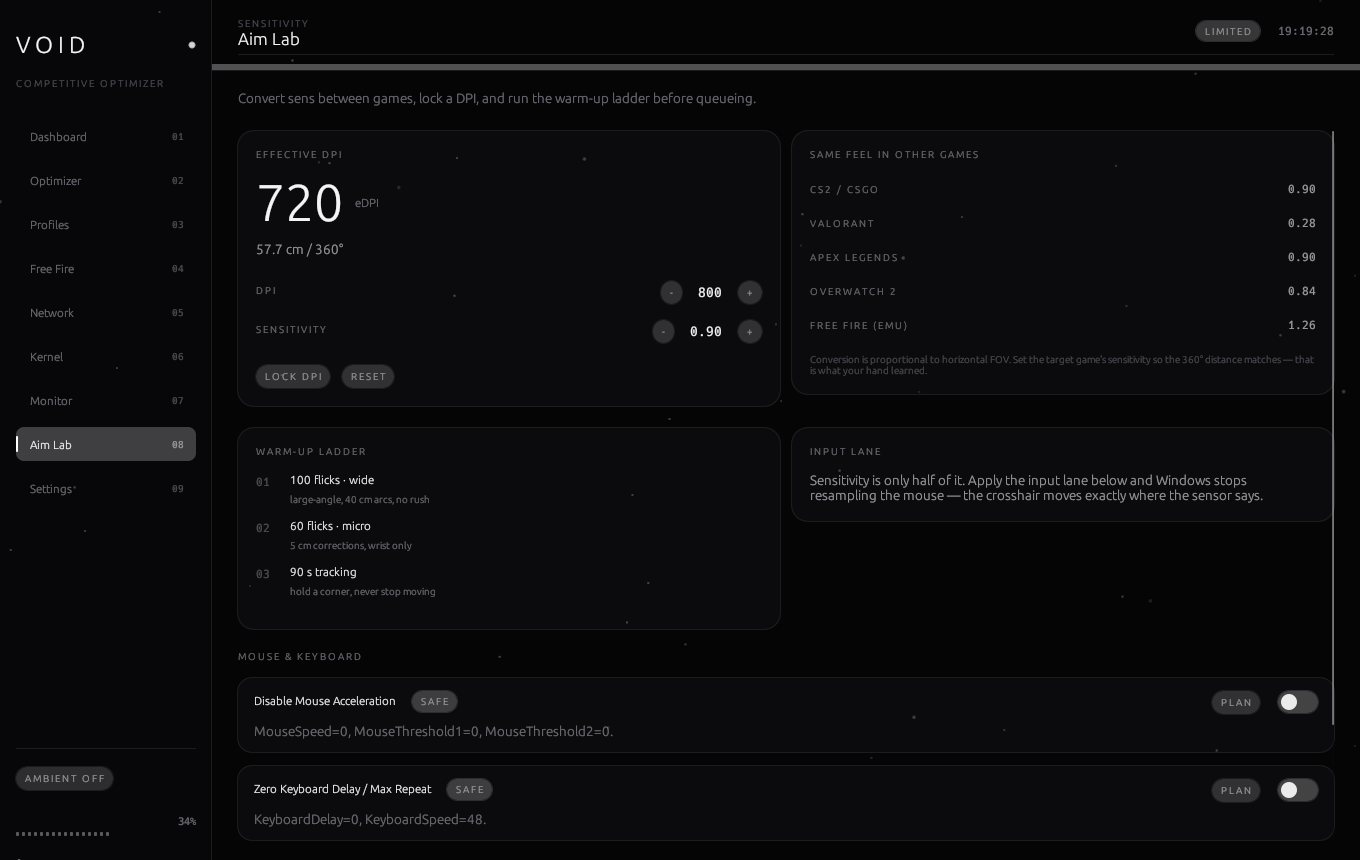 VOID
COMPETITIVE OPTIMIZER
Dashboard 01
Optimizer 02
Profiles 03
Free Fire 04
Network 05
Kernel 06
Monitor 07
Aim Lab 08
Settings 09
AMBIENT OFF
34%
SENSITIVITY
Aim Lab
LIMITED 19:19:28
Convert sens between games, lock a DPI, and run the warm-up ladder before queueing.
EFFECTIVE DPI
720 eDPI
57.7 cm / 360°
DPI - 800 +
SENSITIVITY - 0.90 +
LOCK DPI RESET
SAME FEEL IN OTHER GAMES
CS2 / CSGO 0.90
VALORANT 0.28
APEX LEGENDS 0.90
OVERWATCH 2 0.84
FREE FIRE (EMU) 1.26
Conversion is proportional to horizontal FOV. Set the target game's sensitivity so the 360° distance matches — that
is what your hand learned.
WARM-UP LADDER
01 100 flicks · wide
large-angle, 40 cm arcs, no rush
02 60 flicks · micro
5 cm corrections, wrist only
03 90 s tracking
hold a corner, never stop moving
INPUT LANE
Sensitivity is only half of it. Apply the input lane below and Windows stops
resampling the mouse — the crosshair moves exactly where the sensor says.
MOUSE & KEYBOARD
Disable Mouse Acceleration SAFE PLAN
MouseSpeed=0, MouseThreshold1=0, MouseThreshold2=0.
Zero Keyboard Delay / Max Repeat SAFE PLAN
KeyboardDelay=0, KeyboardSpeed=48.